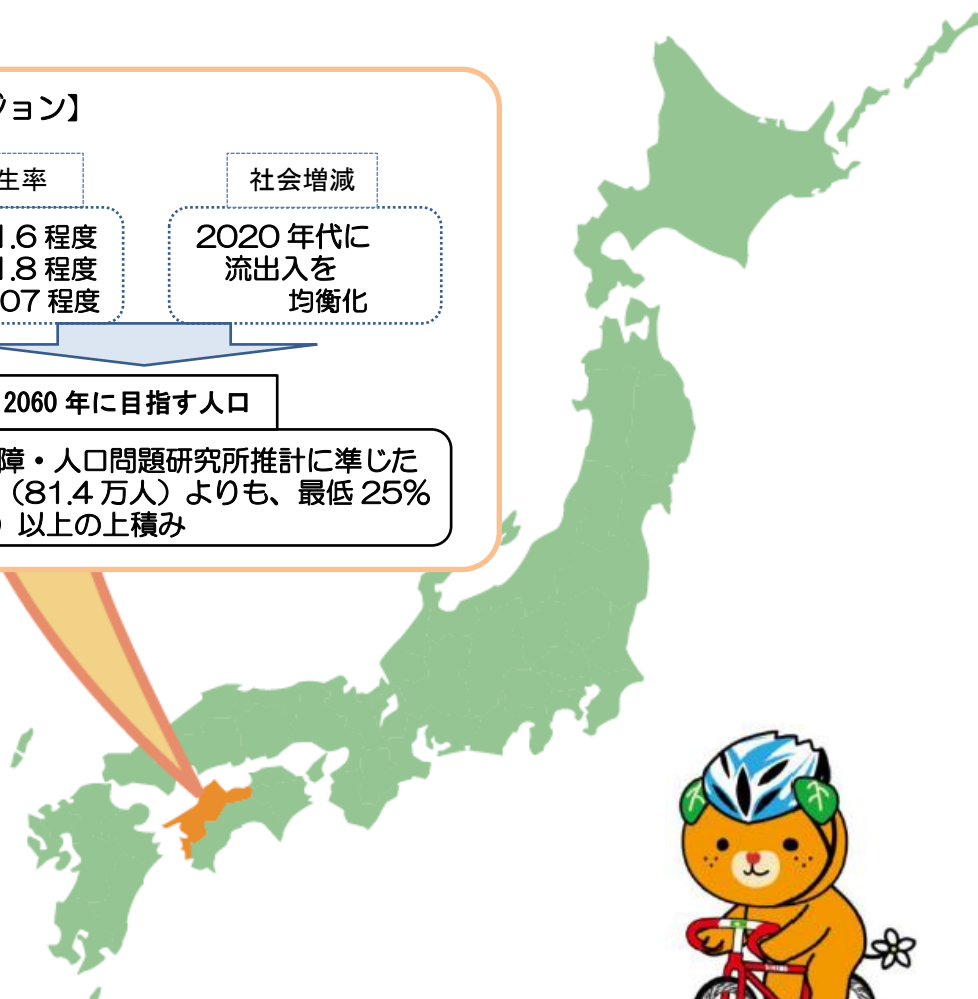 ジョン】
生率
1.6 程度
1.8 程度
07 程度
社会増減
2020 年代に
流出入を
均衡化
2060 年に目指す人口
障・人口問題研究所推計に準じた
（81.4 万人）よりも、最低 25%
）以上の上積み